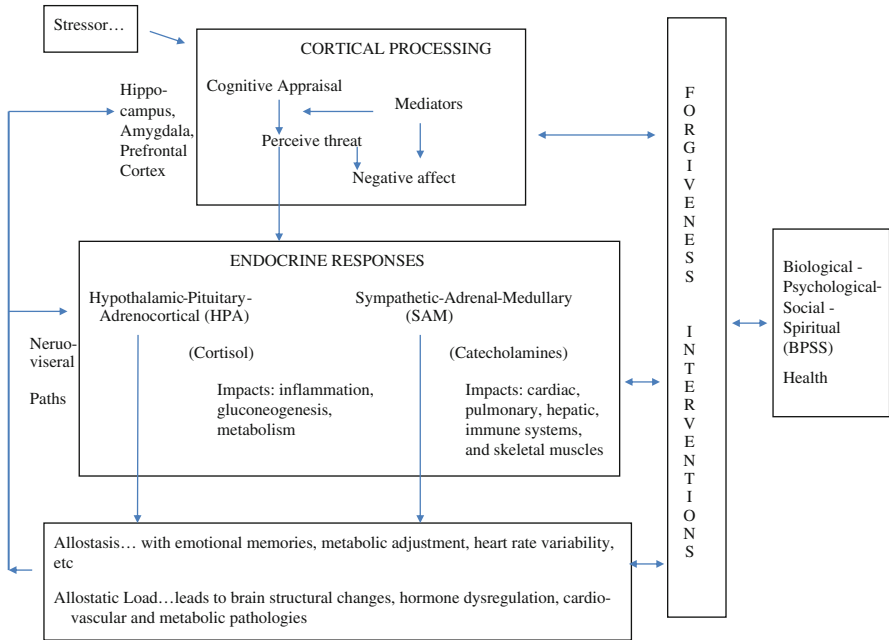 Stressor…
CORTICAL PROCESSING
Cognitive Appraisal
Mediators
Perceive threat
Negative affect
Hippo-
campus,
Amygdala,
Prefrontal
Cortex
ENDOCRINE RESPONSES
Hypothalamic-Pituitary-
Adrenocortical (HPA)
(Cortisol)
Impacts: inflammation,
gluconeogenesis,
metabolism
Sympathetic-Adrenal-Medullary
(SAM)
(Catecholamines)
Impacts: cardiac,
pulmonary, hepatic,
immune systems,
and skeletal muscles
Neruo-
viseral
Paths
Allostasis… with emotional memories, metabolic adjustment, heart rate variability,
etc
Allostatic Load…leads to brain structural changes, hormone dysregulation, cardio-
vascular and metabolic pathologies
FORGIVENESS INTERVENTIONS
Biological -
Psychological-
Social -
Spiritual
(BPSS)
Health